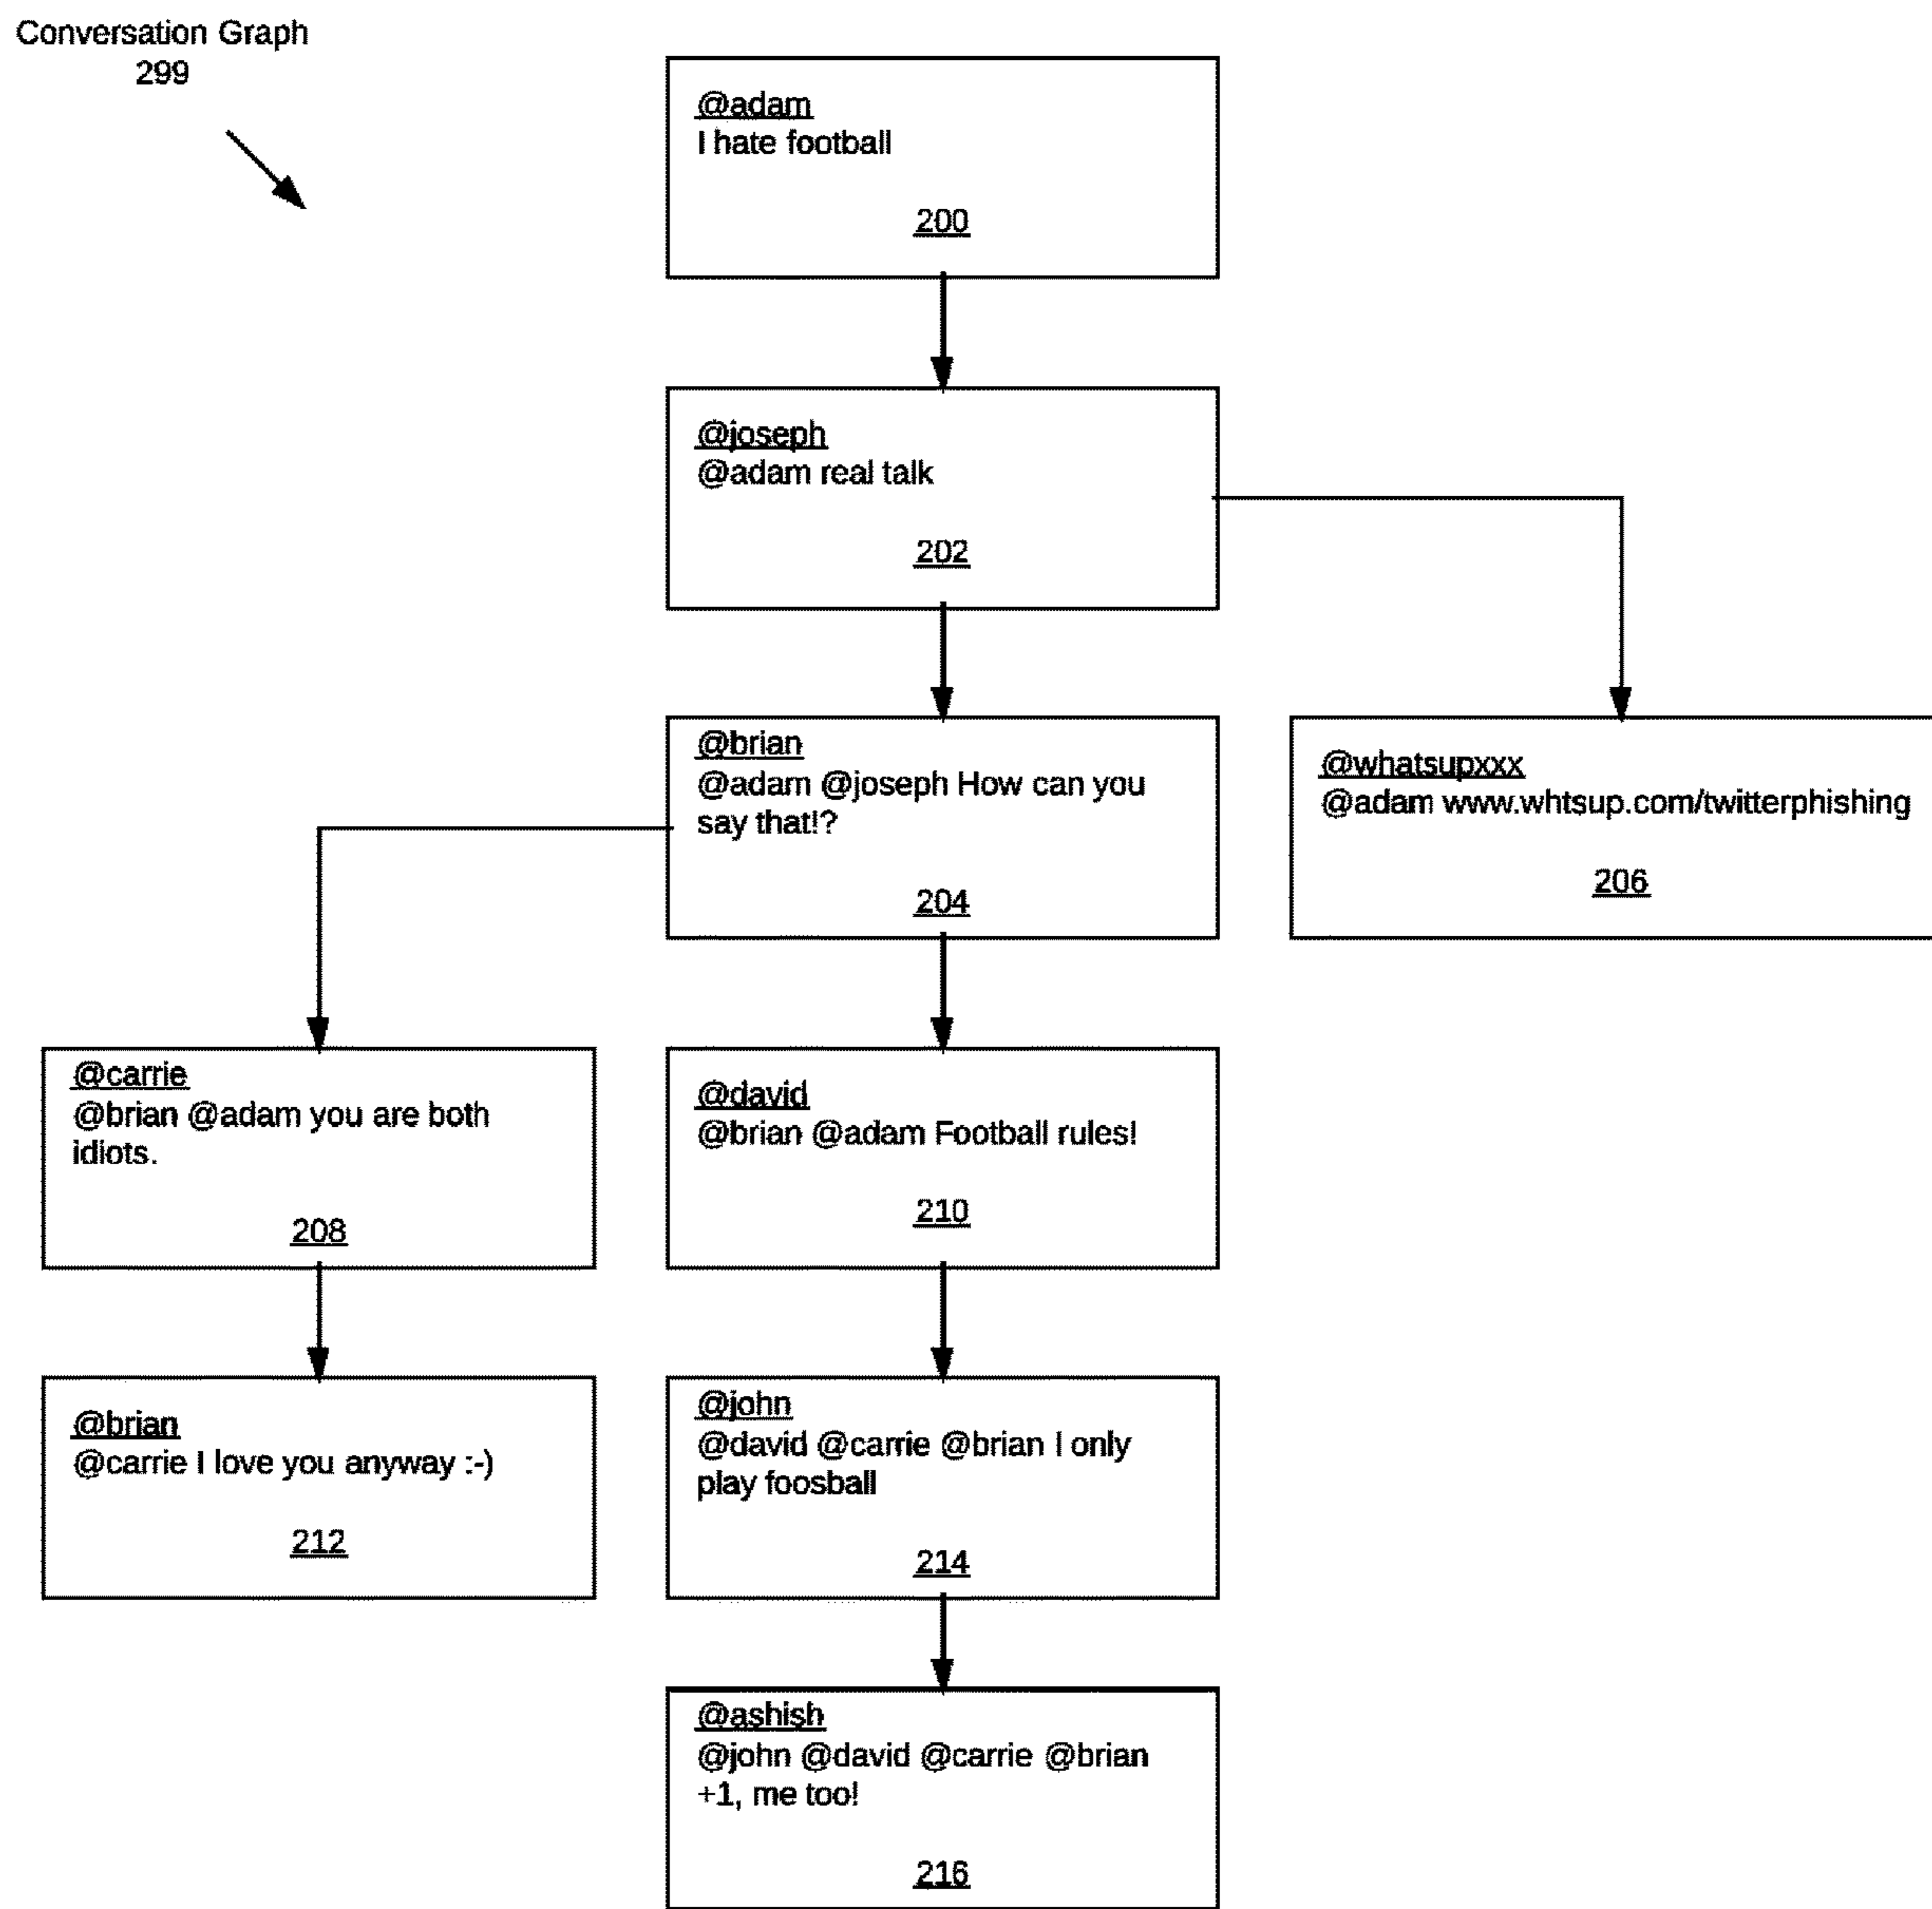 Conversation Graph
299
@adam
I hate football
200
@joseph
@adam real talk
202
@brian
@adam @joseph How can you
say that!?
204
@whatsupxxx
@adam www.whtsup.com/twitterphishing
206
@carrie
@brian @adam you are both
idiots.
208
@david
@brian @adam Football rules!
210
@brian
@carrie I love you anyway :-)
212
@john
@david @carrie @brian I only
play foosball
214
@ashish
@john @david @carrie @brian
+1, me too!
216